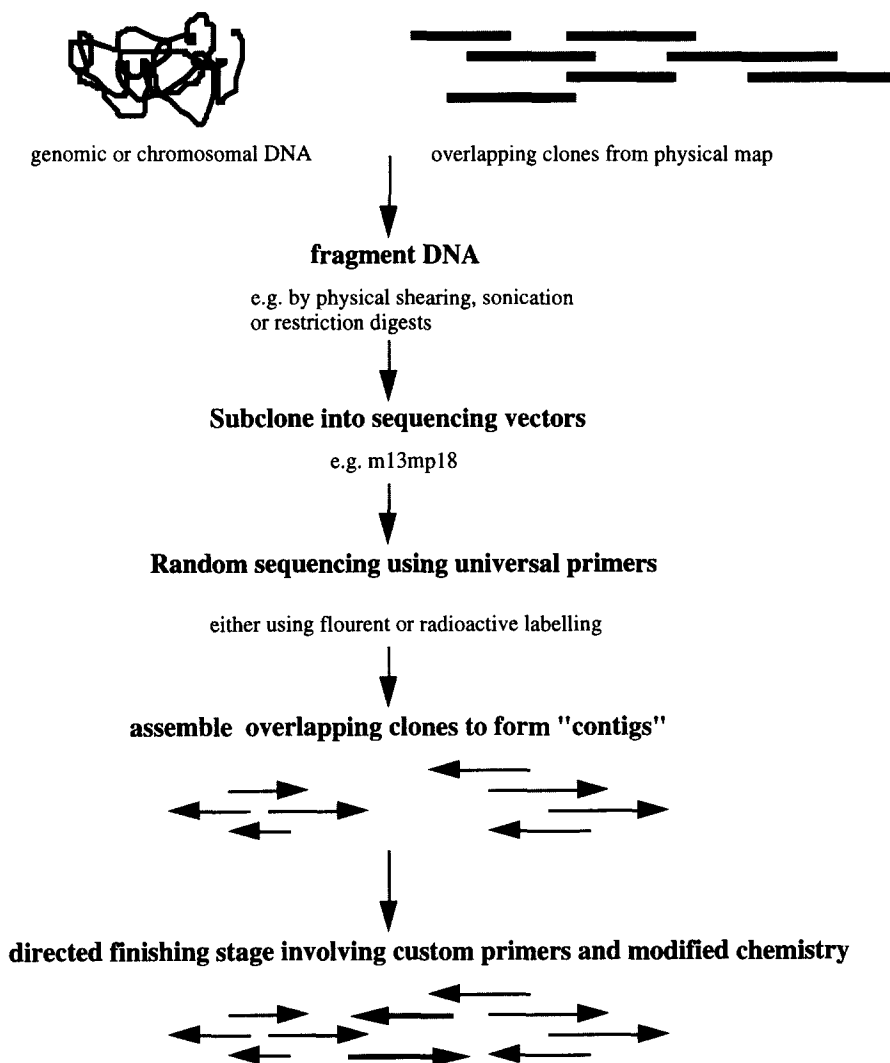 genomic or chromosomal DNA
overlapping clones from physical map
fragment DNA
e.g. by physical shearing, sonication
or restriction digests
Subclone into sequencing vectors
e.g. m13mp18
Random sequencing using universal primers
either using flourent or radioactive labelling
assemble overlapping clones to form "contigs"
directed finishing stage involving custom primers and modified chemistry